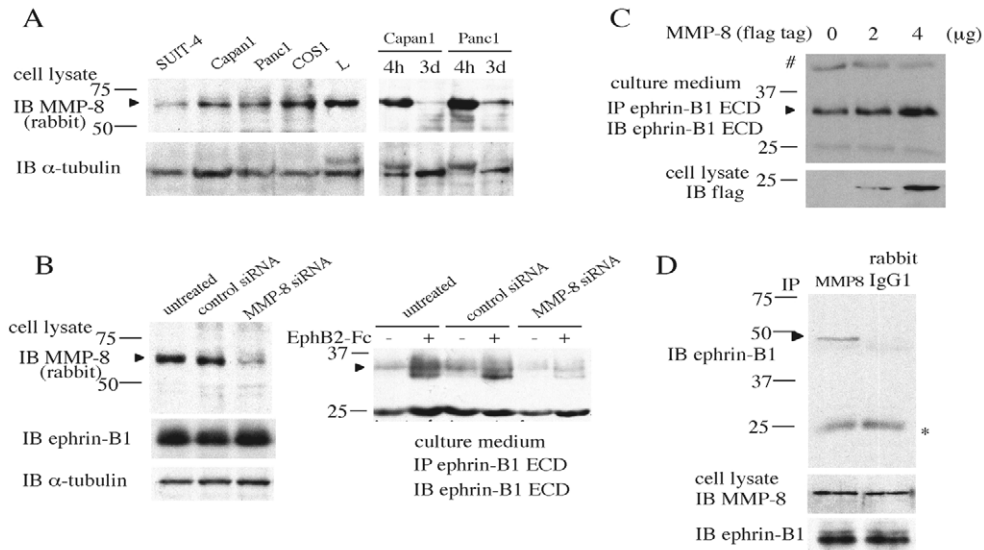 A
SUIT-4 Capan1 Panc1 COS1 L
Capan1 Panc1
4h 3d 4h 3d
cell lysate
75
IB MMP-8
(rabbit)
50
IB α-tubulin
C
MMP-8 (flag tag) 0 2 4 (μg)
#
culture medium
37
IP ephrin-B1 ECD
IB ephrin-B1 ECD
25
cell lysate
25
IB flag
B
untreated control siRNA MMP-8 siRNA
cell lysate
75
IB MMP-8
(rabbit)
50
IB ephrin-B1
IB α-tubulin
untreated control siRNA MMP-8 siRNA
EphB2-Fc - + - + - +
37
25
culture medium
IP ephrin-B1 ECD
IB ephrin-B1 ECD
D
rabbit
IP MMP8 IgG1
75
50
IB ephrin-B1
37
25
*
cell lysate
IB MMP-8
IB ephrin-B1